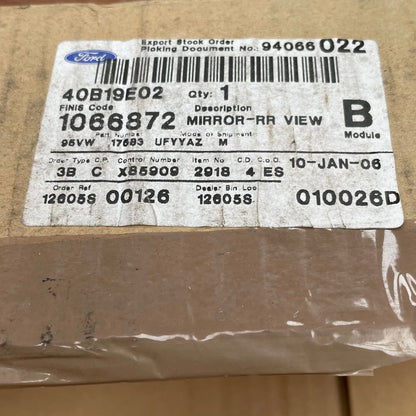 Ford
Export Stock Order
Picking Document No.: 94066 022
40B19E02 Qty: 1
FINIS Code Description
1066872 MIRROR-RR VIEW B
Part Number Mode of Shipment Module
95VW 17683 UFYYAZ M
Order Type C.P. Control Number Item No C.D. C.o.O. 10-JAN-06
3B C X85909 2918 4 ES
Order Ref Dealer Bin Loc
12605S 00126 12605S 010026D